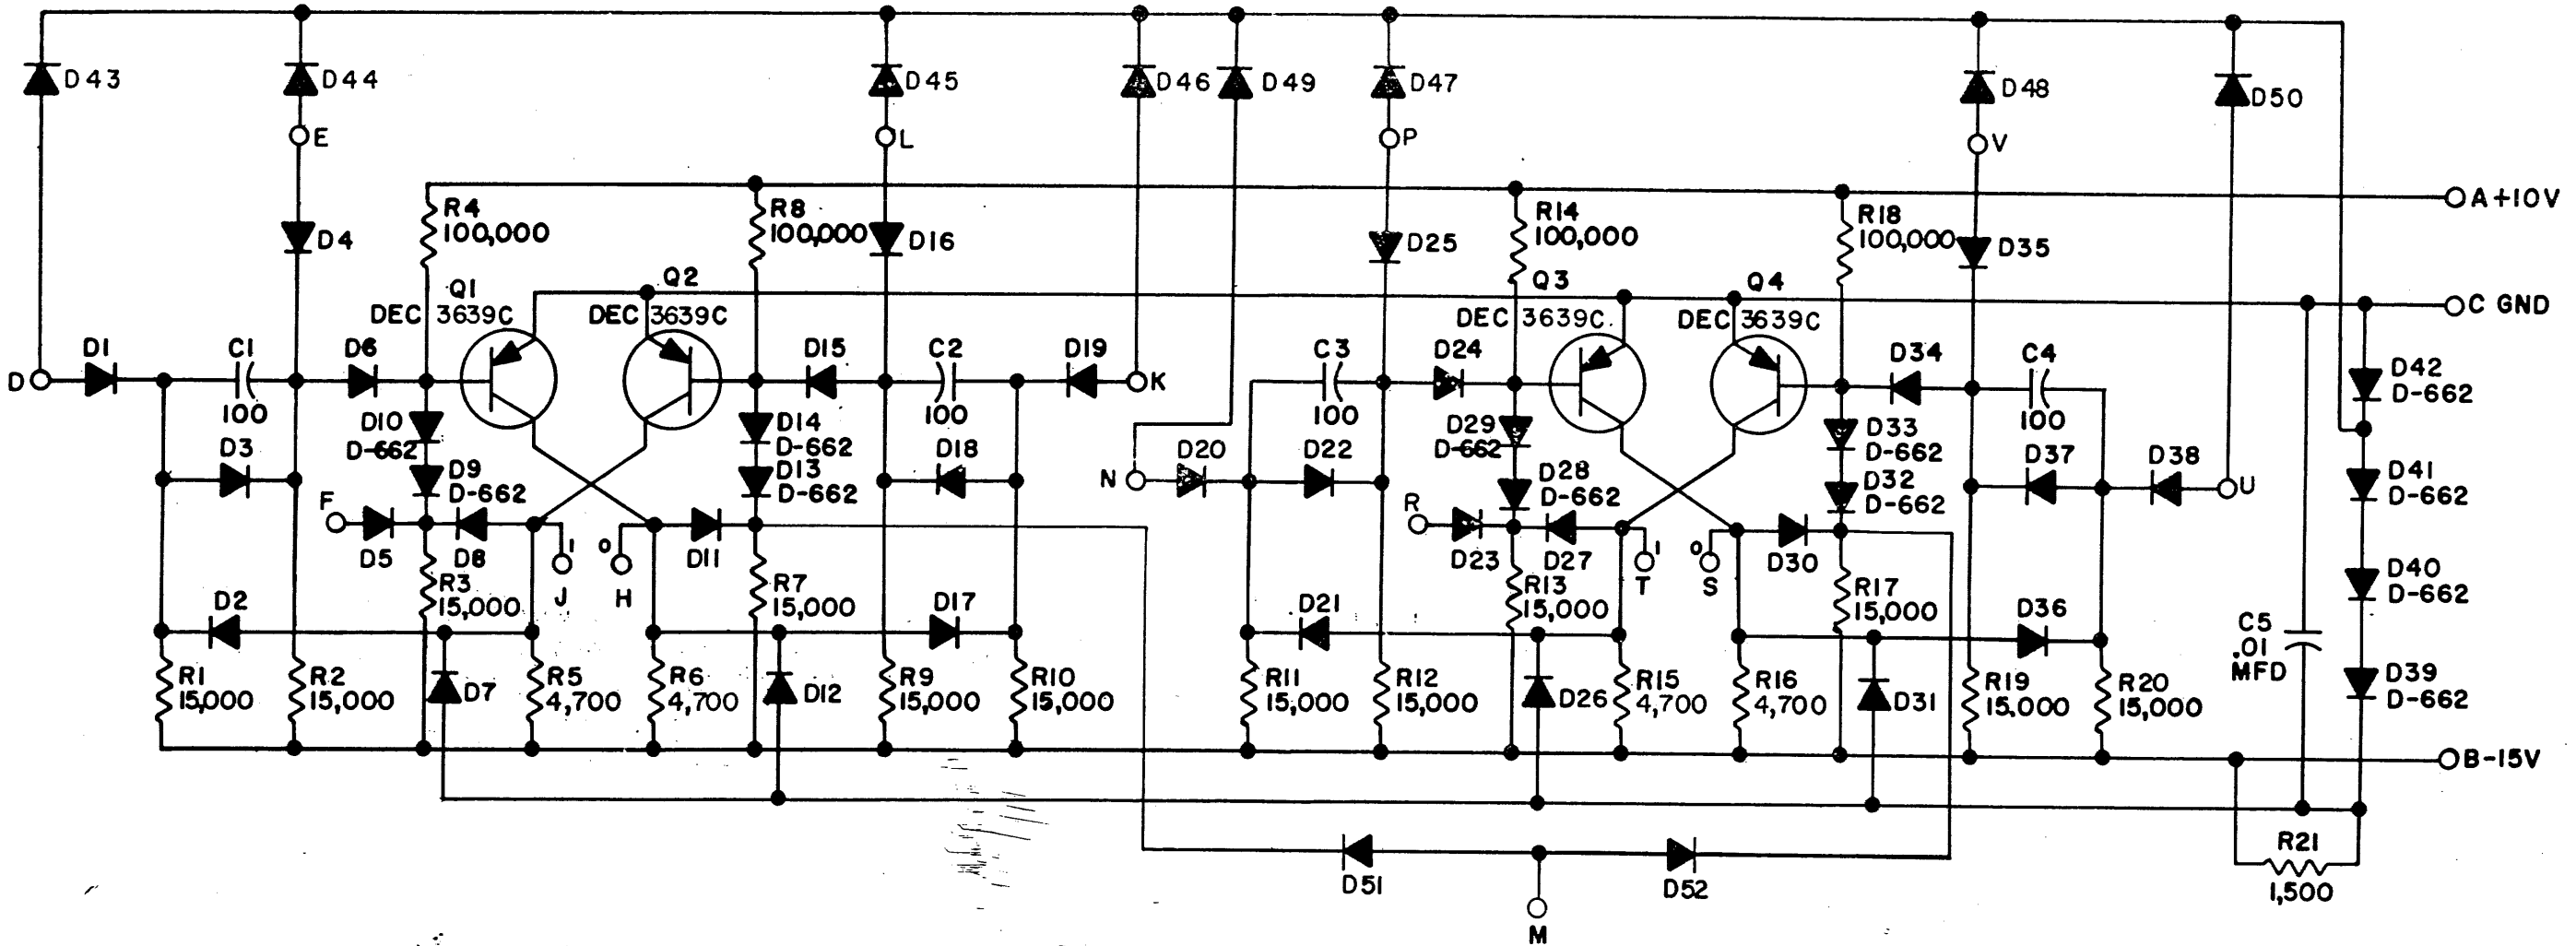 D43
D44
D45
D46
D49
D47
D48
D50
E
L
P
V
A+10V
R4
100,000
R8
100,000
D4
D16
D25
R14
100,000
R18
100,000
D35
Q1
DEC 3639C
Q2
DEC 3639C
Q3
DEC 3639C.
Q4
DEC 3639C
C GND
D
D1
C1
100
D6
D15
C2
100
D19
K
C3
100
D24
D34
C4
100
D42
D-662
D10
D-662
D14
D-662
D29
D-662
D33
D-662
D3
D9
D-662
D13
D-662
D18
N
D20
D22
D28
D-662
D32
D-662
D37
D38
U
D41
D-662
F
D5
D8
1
J
0
H
D11
R
D23
D27
1
T
0
S
D30
D40
D-662
D2
R3
15,000
R7
15,000
D17
D21
R13
15,000
R17
15,000
D36
C5
.01
MFD
R1
15,000
R2
15,000
D7
R5
4,700
R6
4,700
D12
R9
15,000
R10
15,000
R11
15,000
R12
15,000
D26
R15
4,700
R16
4,700
D31
R19
15.000
R20
15,000
D39
D-662
B-15V
D51
D52
M
R21
1,500